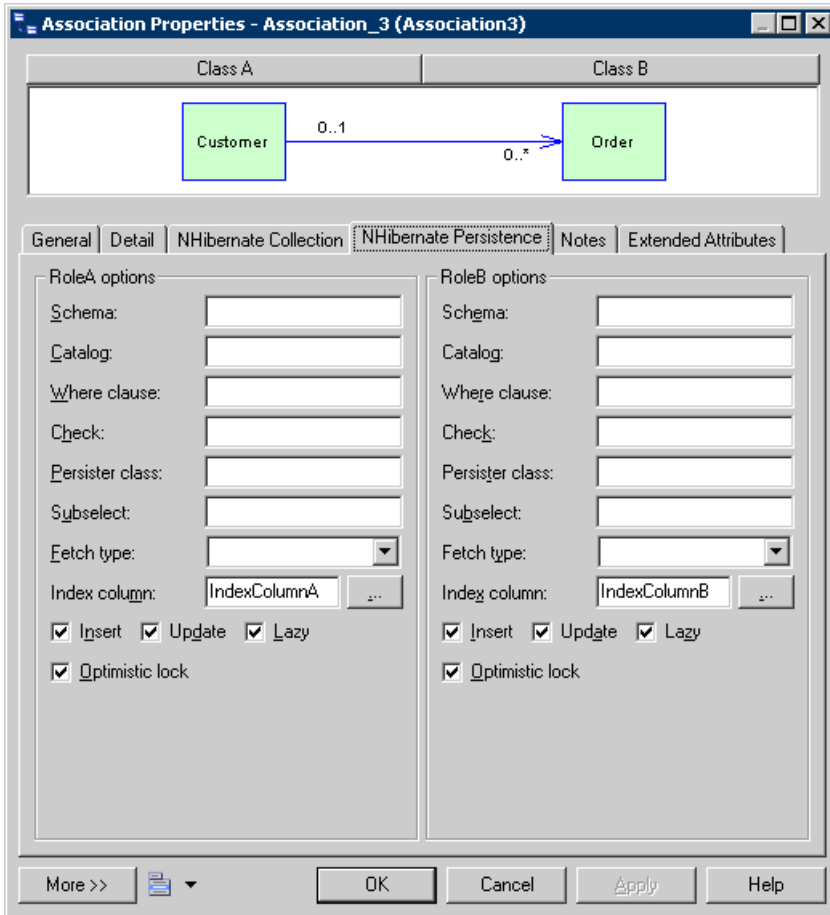 Association Properties - Association_3 (Association3)
Class A Class B
Customer 0..1 0..* Order
General Detail NHibernate Collection NHibernate Persistence Notes Extended Attributes
RoleA options RoleB options
Schema: Schema:
Catalog: Catalog:
Where clause: Where clause:
Check: Check:
Persister class: Persister class:
Subselect: Subselect:
Fetch type: Fetch type:
Index column: IndexColumnA ... Index column: IndexColumnB ...
Insert Update Lazy Insert Update Lazy
Optimistic lock Optimistic lock
More >> OK Cancel Apply Help